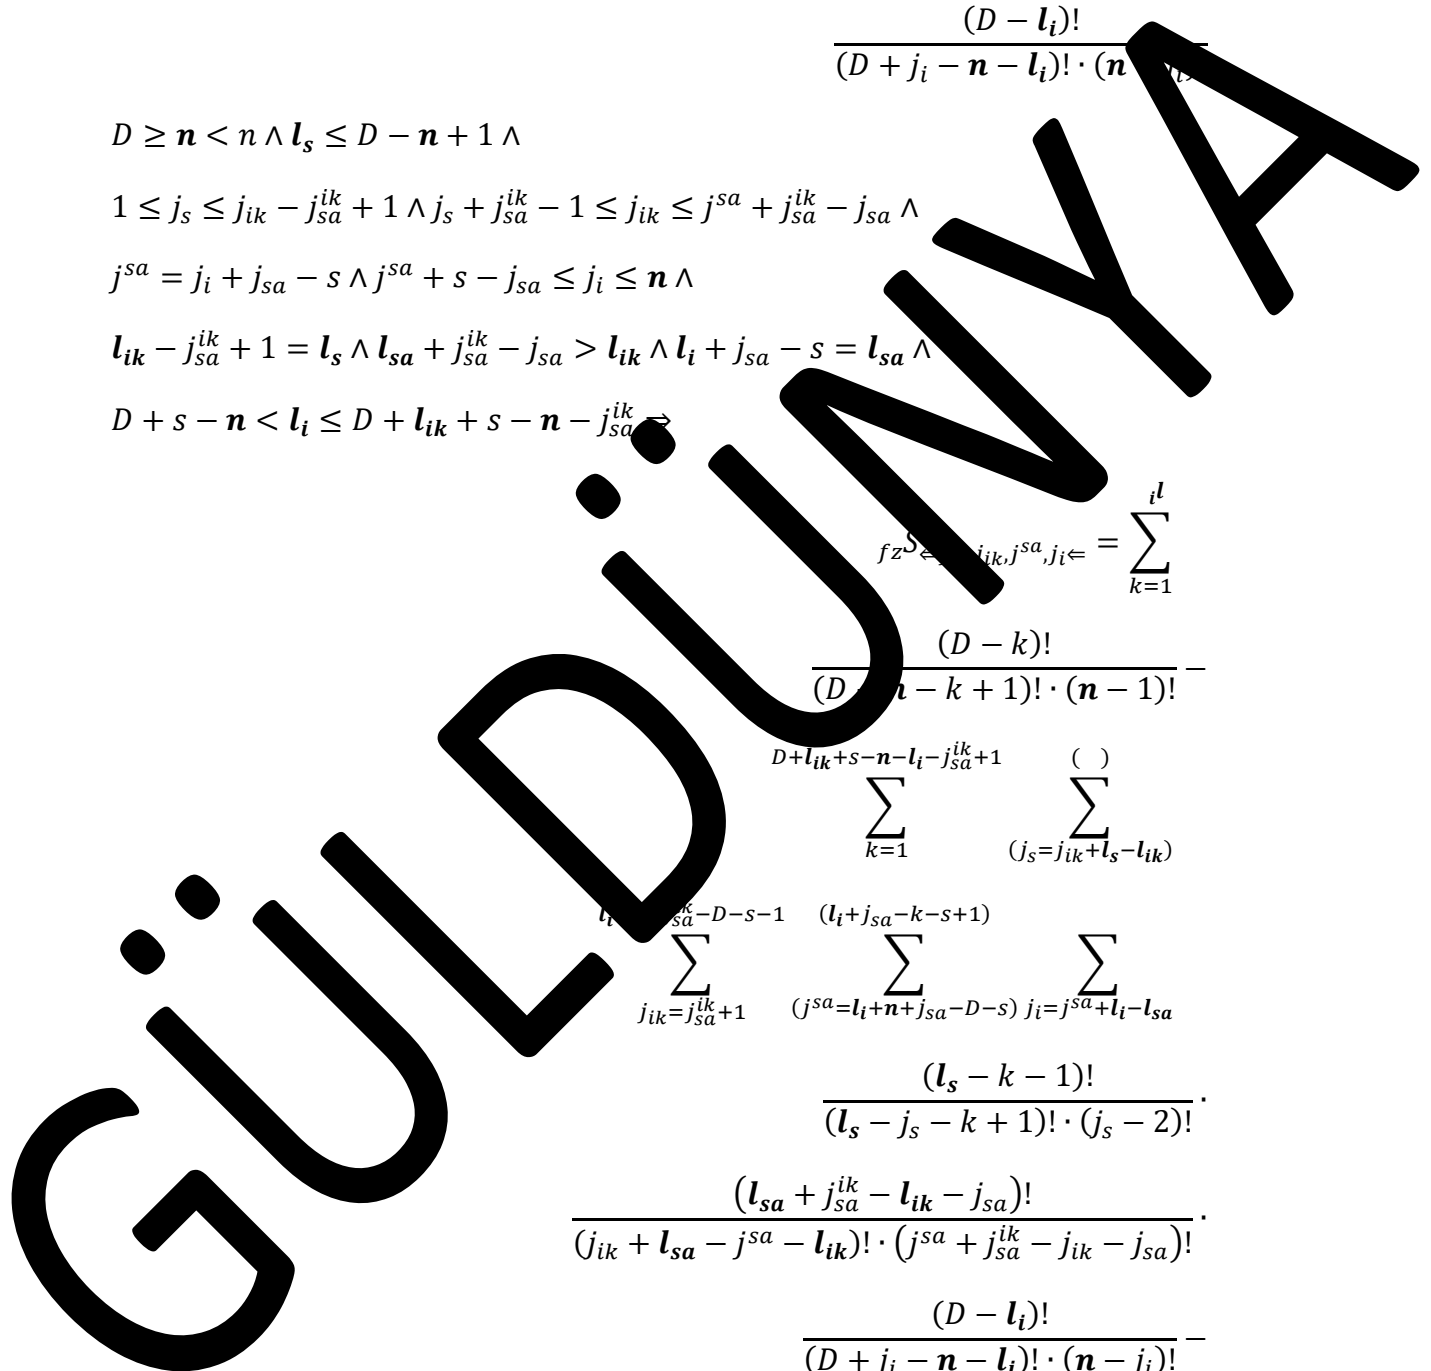 (D − l_i)!
(D + j_i − n − l_i)! · (n
D ≥ n < n ∧ l_s ≤ D − n + 1 ∧
1 ≤ j_s ≤ j_ik − j_sa^ik + 1 ∧ j_s + j_sa^ik − 1 ≤ j_ik ≤ j^sa + j_sa^ik − j_sa ∧
j^sa = j_i + j_sa − s ∧ j^sa + s − j_sa ≤ j_i ≤ n ∧
l_ik − j_sa^ik + 1 = l_s ∧ l_sa + j_sa^ik − j_sa > l_ik ∧ l_i + j_sa − s = l_sa ∧
D + s − n < l_i ≤ D + l_ik + s − n − j_sa^ik ⇒
i^l
fz S ⇐ j_ik, j^sa, j_i ⇐ = ∑
k=1
(D − k)!
(D n − k + 1)! · (n − 1)! −
D+l_ik+s−n−l_i−j_sa^ik+1 ( )
∑ ∑
k=1 (j_s=j_ik+l_s−l_ik)
l_i −D−s−1 (l_i+j_sa−k−s+1)
∑ ∑ ∑
j_ik=j_sa^ik+1 (j^sa=l_i+n+j_sa−D−s) j_i=j^sa+l_i−l_sa
(l_s − k − 1)!
(l_s − j_s − k + 1)! · (j_s − 2)! ·
(l_sa + j_sa^ik − l_ik − j_sa)!
(j_ik + l_sa − j^sa − l_ik)! · (j^sa + j_sa^ik − j_ik − j_sa)! ·
(D − l_i)!
(D + j_i − n − l_i)! · (n − j_i)! −
GÜLDÜNYA